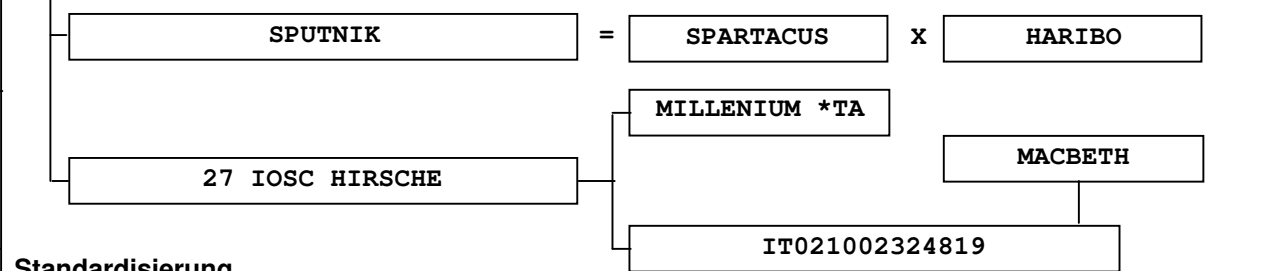 SPUTNIK = SPARTACUS X HARIBO
MILLENIUM *TA
MACBETH
27 IOSC HIRSCHE
IT021002324819
Standardisierung